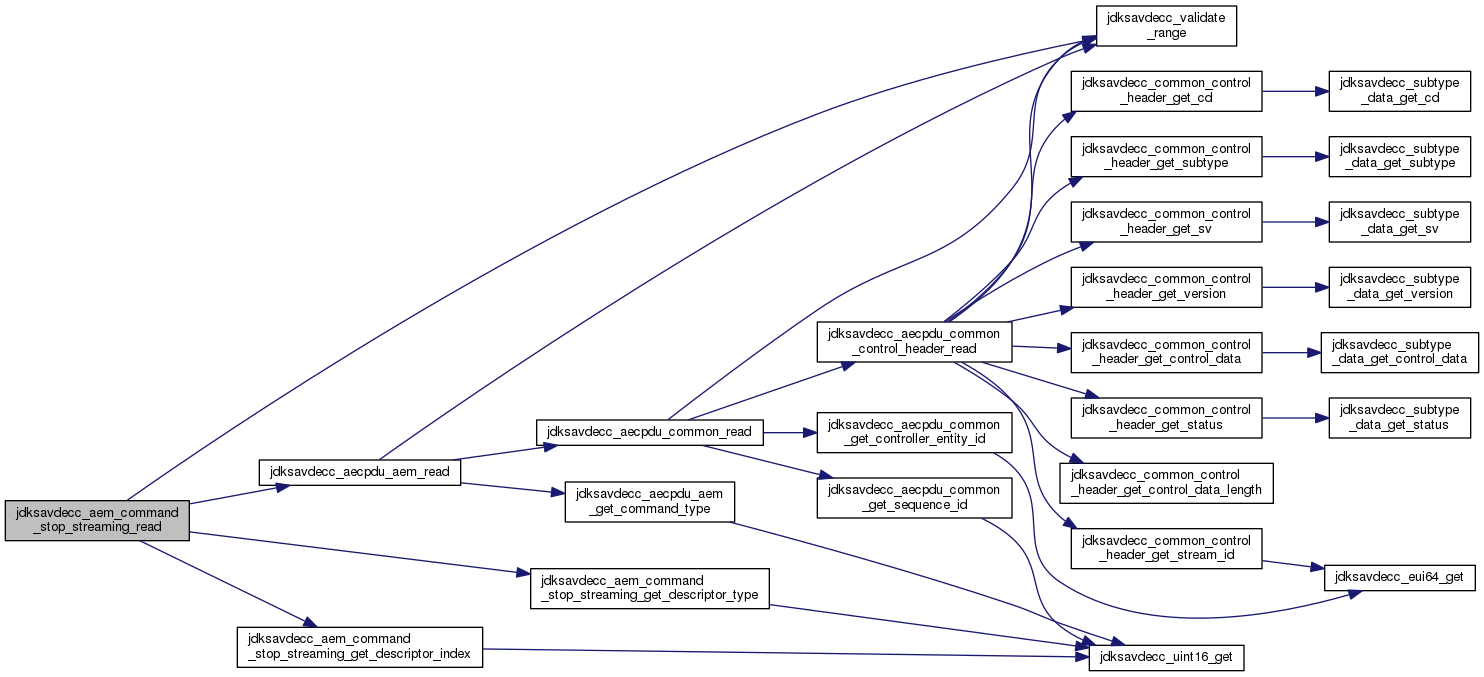 jdksavdecc_aem_command
_stop_streaming_read
jdksavdecc_aecpdu_aem_read
jdksavdecc_aem_command
_stop_streaming_get_descriptor_type
jdksavdecc_aem_command
_stop_streaming_get_descriptor_index
jdksavdecc_aecpdu_common_read
jdksavdecc_aecpdu_aem
_get_command_type
jdksavdecc_aecpdu_common
_control_header_read
jdksavdecc_aecpdu_common
_get_controller_entity_id
jdksavdecc_aecpdu_common
_get_sequence_id
jdksavdecc_validate
_range
jdksavdecc_common_control
_header_get_cd
jdksavdecc_common_control
_header_get_subtype
jdksavdecc_common_control
_header_get_sv
jdksavdecc_common_control
_header_get_version
jdksavdecc_common_control
_header_get_control_data
jdksavdecc_common_control
_header_get_status
jdksavdecc_common_control
_header_get_control_data_length
jdksavdecc_common_control
_header_get_stream_id
jdksavdecc_uint16_get
jdksavdecc_subtype
_data_get_cd
jdksavdecc_subtype
_data_get_subtype
jdksavdecc_subtype
_data_get_sv
jdksavdecc_subtype
_data_get_version
jdksavdecc_subtype
_data_get_control_data
jdksavdecc_subtype
_data_get_status
jdksavdecc_eui64_get